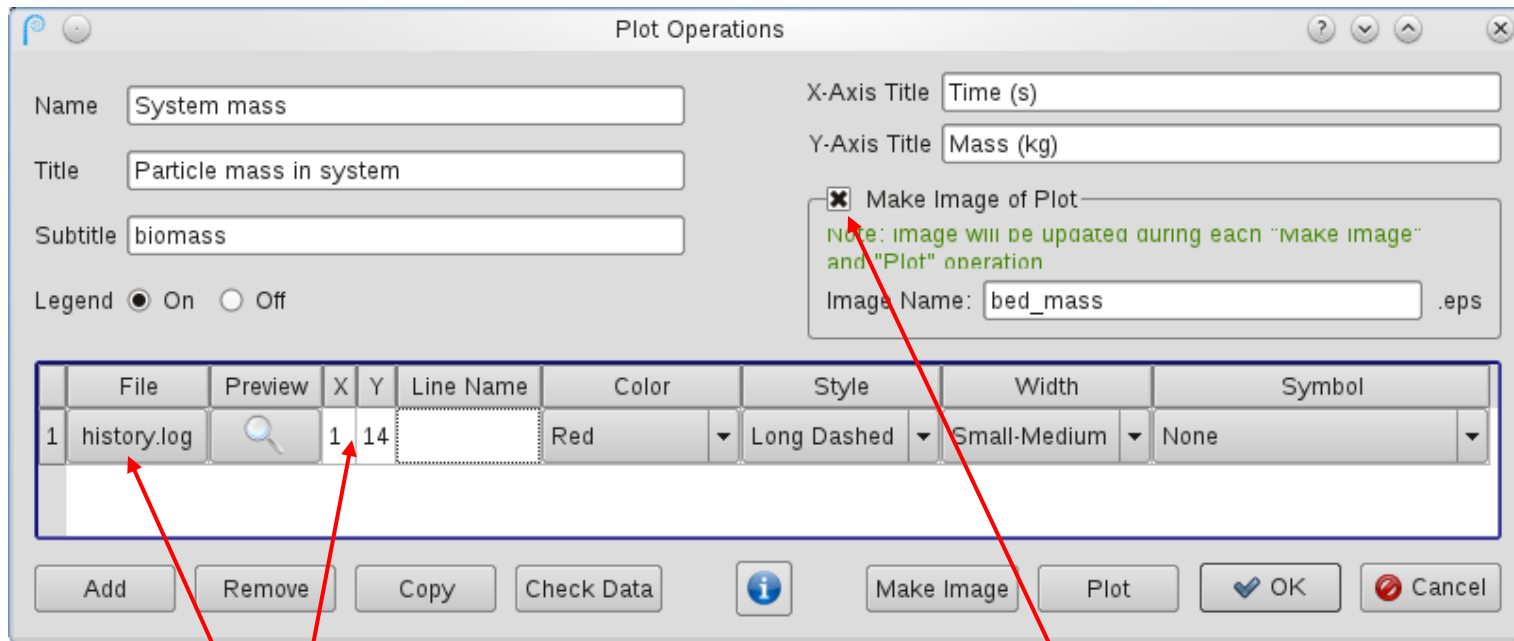 Plot Operations
Name System mass
Title Particle mass in system
Subtitle biomass
Legend On Off
X-Axis Title Time (s)
Y-Axis Title Mass (kg)
Make Image of Plot
Note: Image will be updated during each "Make Image"
and "Plot" operation
Image Name: bed_mass .eps
File Preview X Y Line Name Color Style Width Symbol
1 history.log 1 14 Red Long Dashed Small-Medium None
Add Remove Copy Check Data Make Image Plot OK Cancel